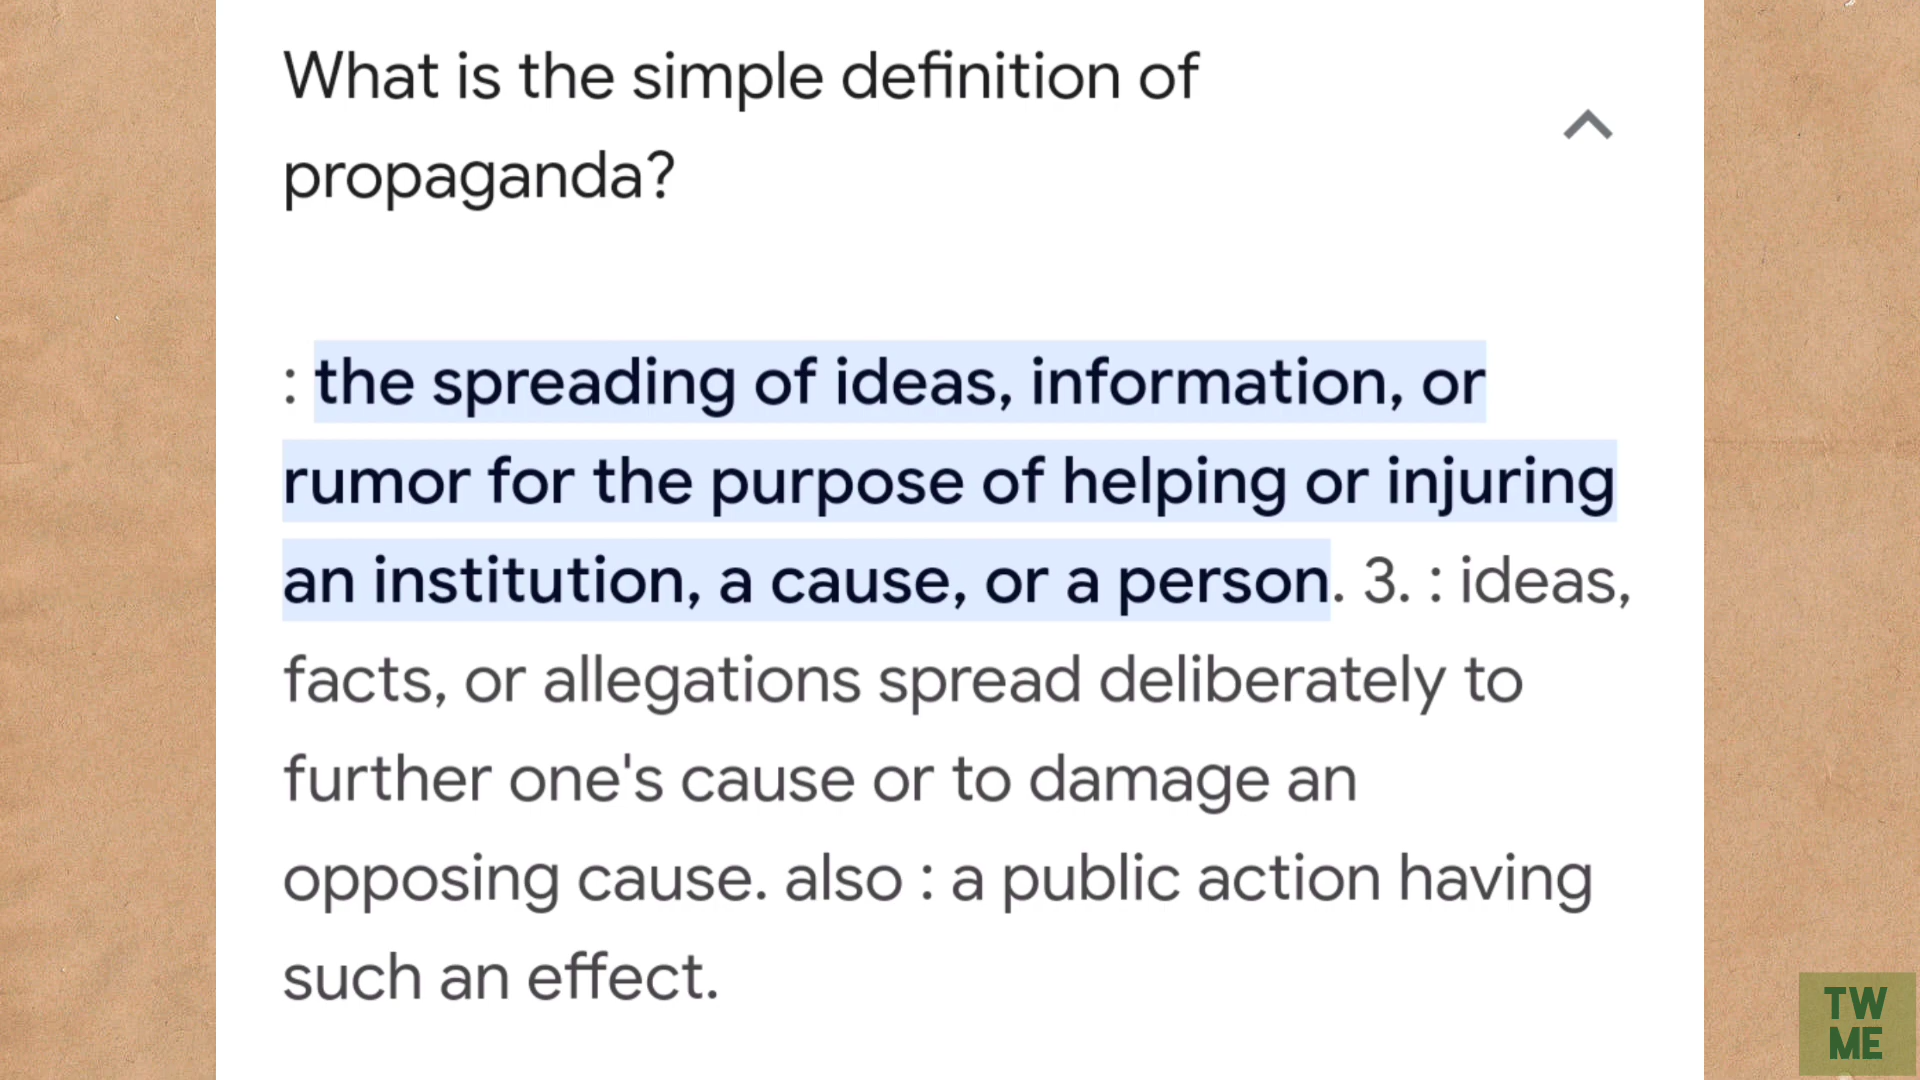 What is the simple definition of
propaganda?
: the spreading of ideas, information, or
rumor for the purpose of helping or injuring
an institution, a cause, or a person. 3. : ideas,
facts, or allegations spread deliberately to
further one's cause or to damage an
opposing cause. also : a public action having
such an effect.
TW
ME